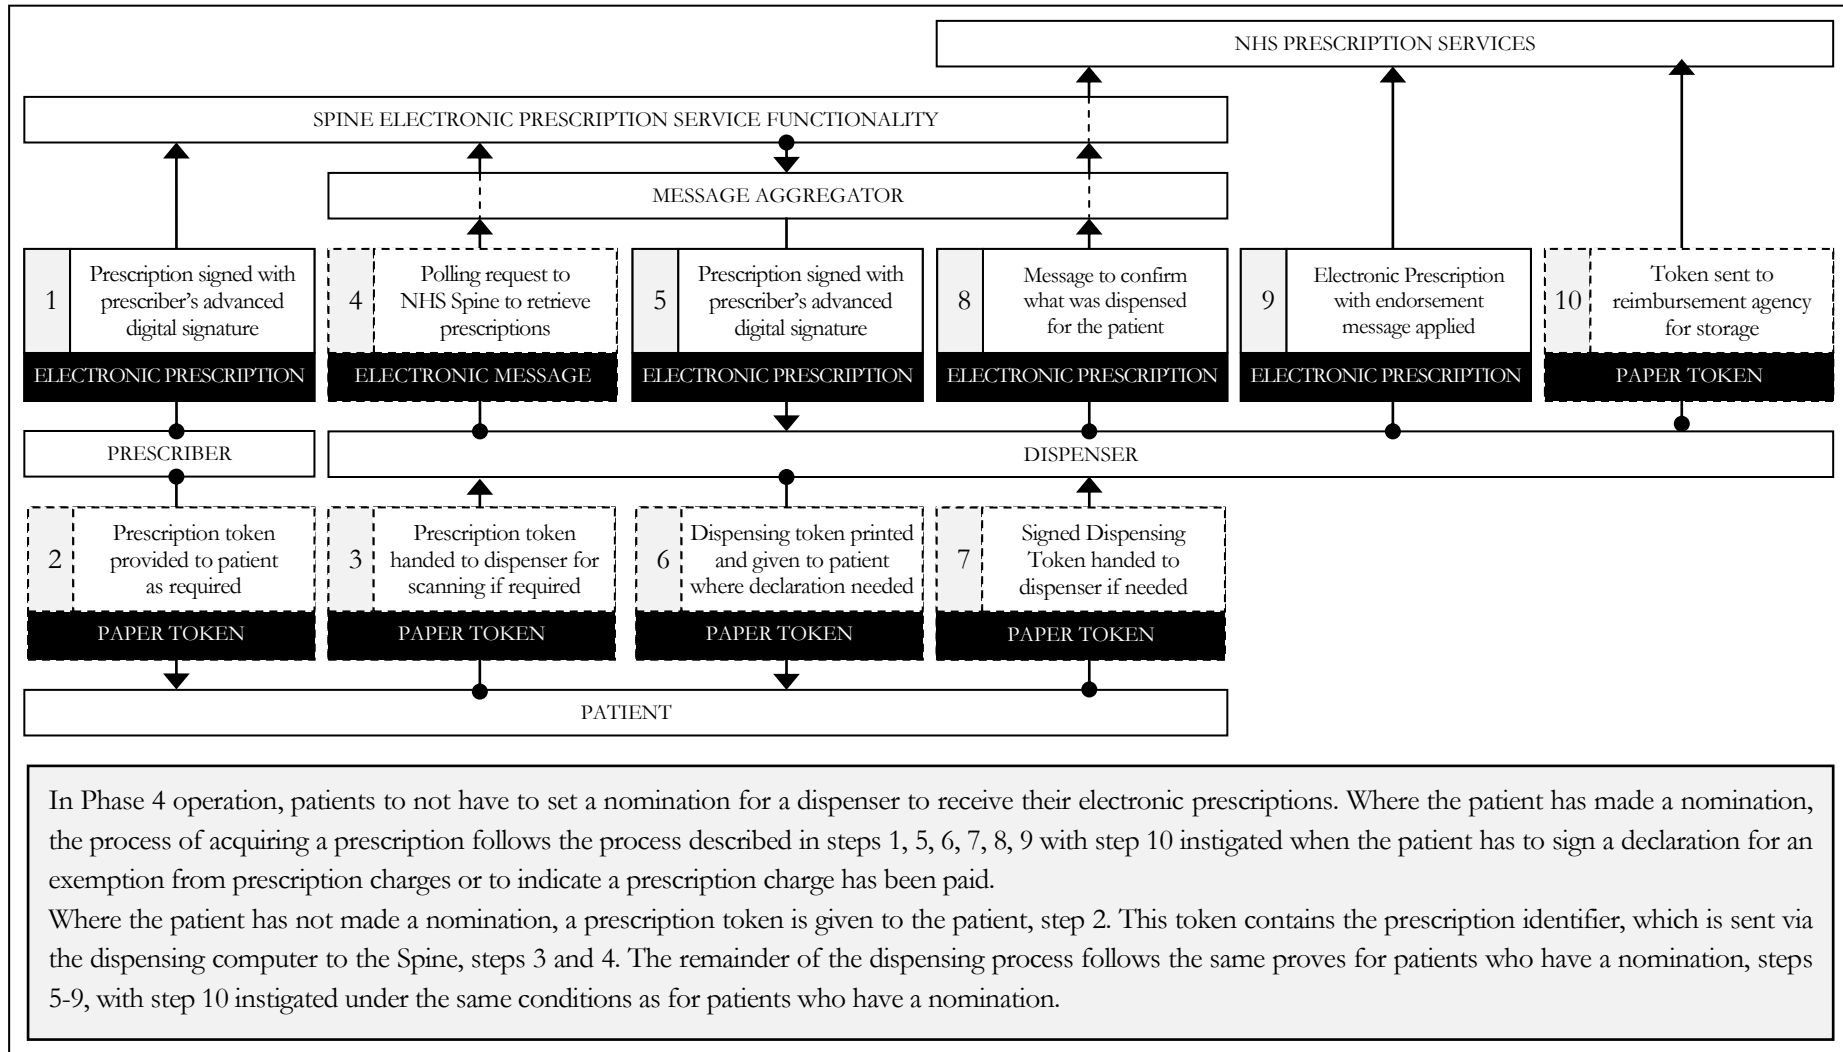 NHS PRESCRIPTION SERVICES
SPINE ELECTRONIC PRESCRIPTION SERVICE FUNCTIONALITY
MESSAGE AGGREGATOR
1
Prescription signed with
prescriber's advanced
digital signature
ELECTRONIC PRESCRIPTION
4
Polling request to
NHS Spine to retrieve
prescriptions
ELECTRONIC MESSAGE
5
Prescription signed with
prescriber's advanced
digital signature
ELECTRONIC PRESCRIPTION
8
Message to confirm
what was dispensed
for the patient
ELECTRONIC PRESCRIPTION
9
Electronic Prescription
with endorsement
message applied
ELECTRONIC PRESCRIPTION
10
Token sent to
reimbursement agency
for storage
PAPER TOKEN
PRESCRIBER
DISPENSER
2
Prescription token
provided to patient
as required
PAPER TOKEN
3
Prescription token
handed to dispenser for
scanning if required
PAPER TOKEN
6
Dispensing token printed
and given to patient
where declaration needed
PAPER TOKEN
7
Signed Dispensing
Token handed to
dispenser if needed
PAPER TOKEN
PATIENT
In Phase 4 operation, patients to not have to set a nomination for a dispenser to receive their electronic prescriptions. Where the patient has made a nomination,
the process of acquiring a prescription follows the process described in steps 1, 5, 6, 7, 8, 9 with step 10 instigated when the patient has to sign a declaration for an
exemption from prescription charges or to indicate a prescription charge has been paid.
Where the patient has not made a nomination, a prescription token is given to the patient, step 2. This token contains the prescription identifier, which is sent via
the dispensing computer to the Spine, steps 3 and 4. The remainder of the dispensing process follows the same proves for patients who have a nomination, steps
5-9, with step 10 instigated under the same conditions as for patients who have a nomination.